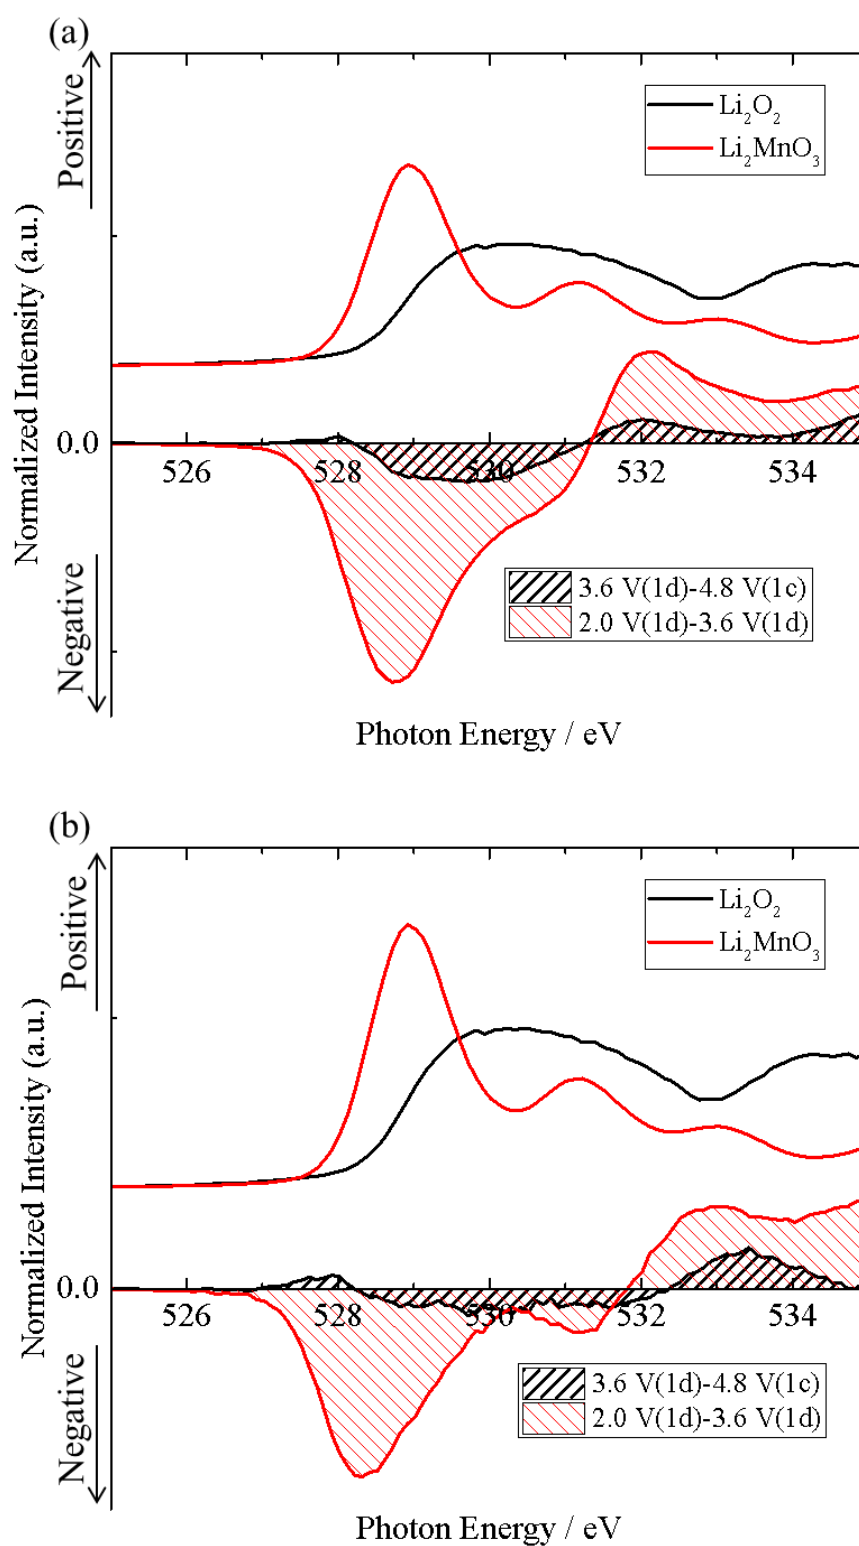 (a)
Positive
Normalized Intensity (a.u.)
Negative
Li₂O₂
Li₂MnO₃
0.0
526 528 530 532 534
3.6 V(1d)-4.8 V(1c)
2.0 V(1d)-3.6 V(1d)
Photon Energy / eV
(b)
Positive
Normalized Intensity (a.u.)
Negative
Li₂O₂
Li₂MnO₃
0.0
526 528 530 532 534
3.6 V(1d)-4.8 V(1c)
2.0 V(1d)-3.6 V(1d)
Photon Energy / eV